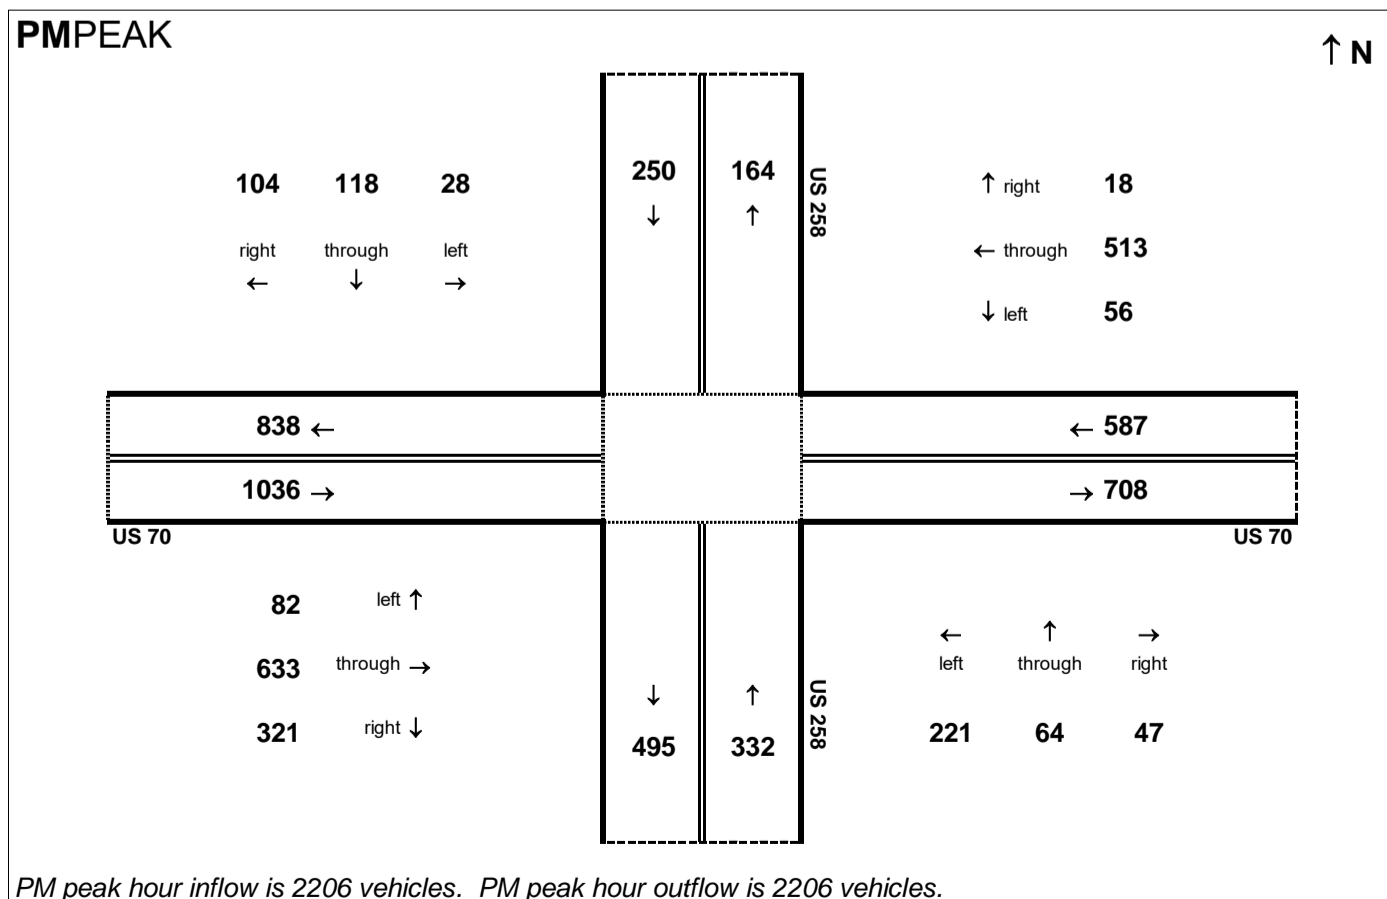 PMPEAK
↑ N
104 118 28
right through left
← ↓ →
250 164
↓ ↑
US 258
↑ right 18
← through 513
↓ left 56
838 ←
← 587
1036 →
→ 708
US 70
US 70
82 left ↑
633 through →
321 right ↓
↓ ↑
495 332
US 258
← ↑ →
left through right
221 64 47
PM peak hour inflow is 2206 vehicles. PM peak hour outflow is 2206 vehicles.